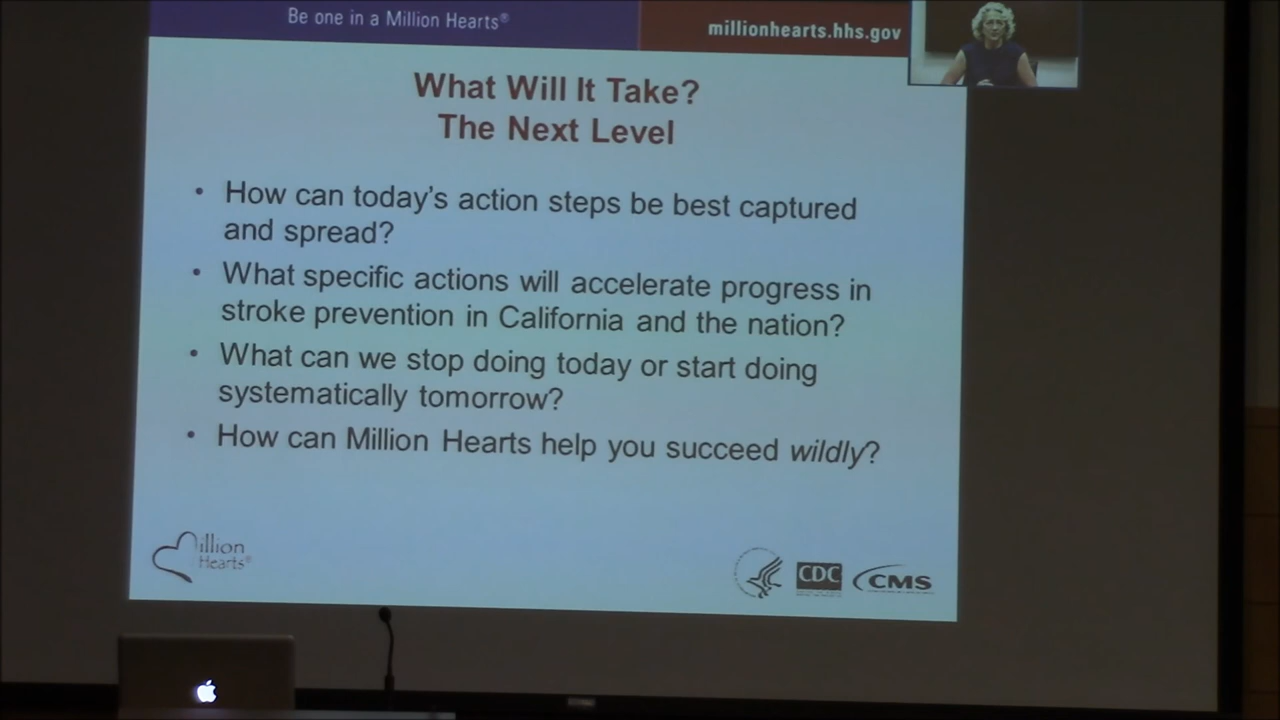 Be one in a Million Hearts®
millionhearts.hhs.gov
What Will It Take?
The Next Level
• How can today's action steps be best captured
and spread?
• What specific actions will accelerate progress in
stroke prevention in California and the nation?
• What can we stop doing today or start doing
systematically tomorrow?
• How can Million Hearts help you succeed wildly?
Million
Hearts®
CDC
CMS